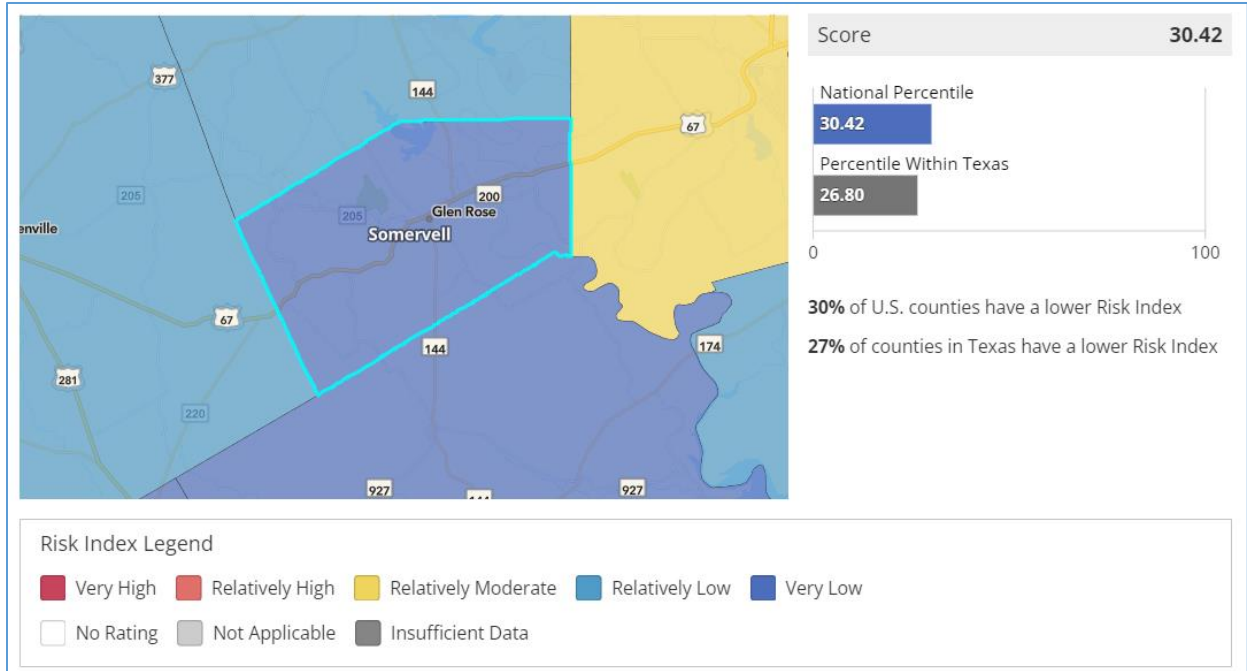 377
144
67
205
200
Glen Rose
205
enville
Somervell
67
144
174
281
220
927
927
Score 30.42
National Percentile
30.42
Percentile Within Texas
26.80
0 100
30% of U.S. counties have a lower Risk Index
27% of counties in Texas have a lower Risk Index
Risk Index Legend
Very High Relatively High Relatively Moderate Relatively Low Very Low
No Rating Not Applicable Insufficient Data